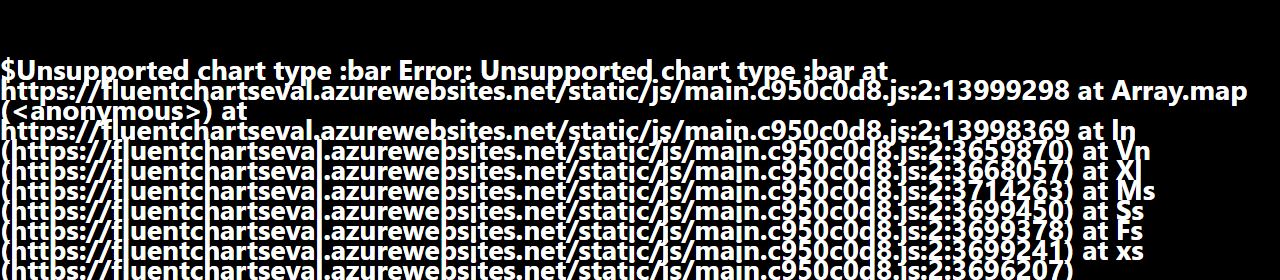 $Unsupported chart type :bar Error: Unsupported chart type :bar at
https://fluentchartseval.azurewebsites.net/static/js/main.c950c0d8.js:2:13999298 at Array.map
(<anonymous>) at
https://fluentchartseval.azurewebsites.net/static/js/main.c950c0d8.js:2:13998369 at ln
(https://fluentchartseval.azurewebsites.net/static/js/main.c950c0d8.js:2:3659870) at Vn
(https://fluentchartseval.azurewebsites.net/static/js/main.c950c0d8.js:2:3668057) at Xl
(https://fluentchartseval.azurewebsites.net/static/js/main.c950c0d8.js:2:3714263) at Ms
(https://fluentchartseval.azurewebsites.net/static/js/main.c950c0d8.js:2:3699450) at Ss
(https://fluentchartseval.azurewebsites.net/static/js/main.c950c0d8.js:2:3699378) at Fs
(https://fluentchartseval.azurewebsites.net/static/js/main.c950c0d8.js:2:3699241) at xs
(https://fluentchartseval.azurewebsites.net/static/js/main.c950c0d8.js:2:3696207)